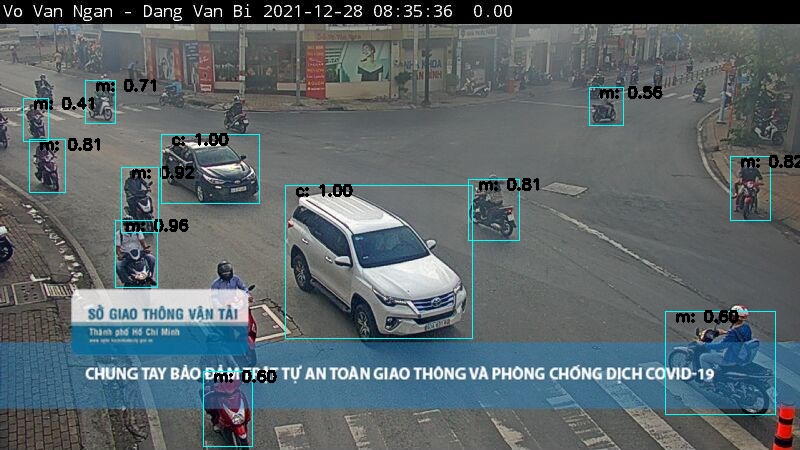 Vo Van Ngan - Dang Van Bi 2021-12-28 08:35:36 0.00
m: 0.71
m: 0.41
m: 0.56
c: 1.00
m: 0.81
m: 0.82
m: 0.92
m: 0.81
c: 1.00
m: 0.96
NHA KHOA
SỞ GIAO THÔNG VẬN TẢI
Thành phố Hồ Chí Minh
m: 0.60
CHUNG TAY BẢO TỰ AN TOÀN GIAO THÔNG VÀ PHÒNG CHỐNG DỊCH COVID-19
m: 0.60